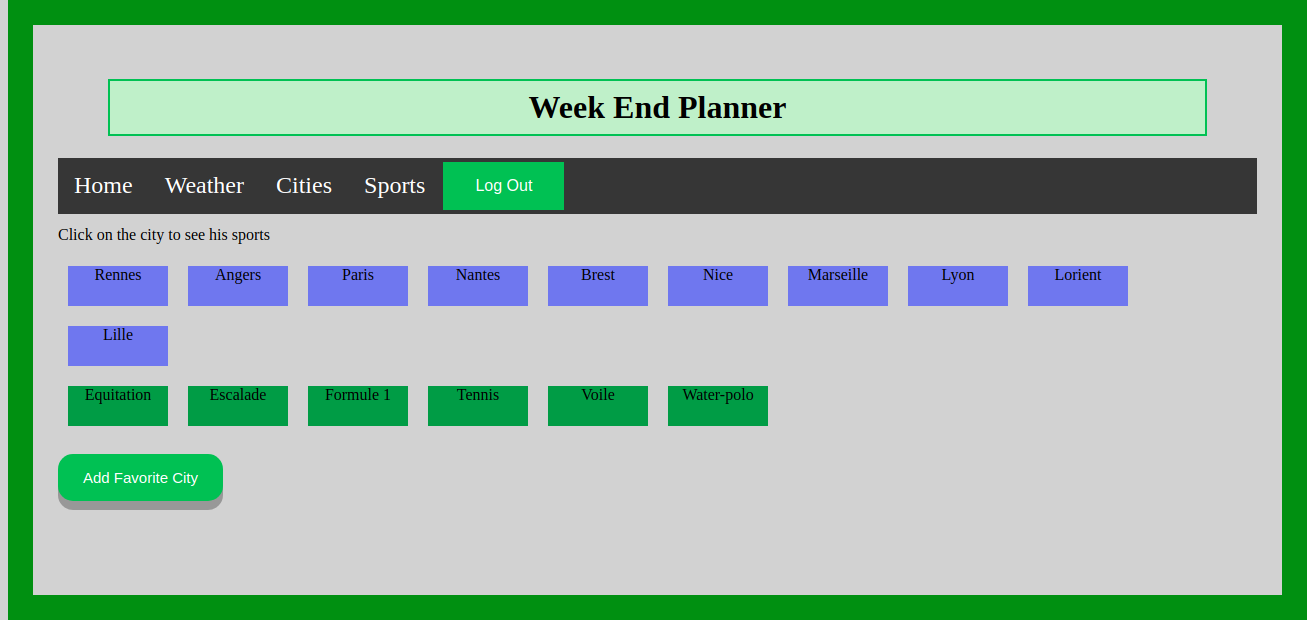 Week End Planner
Home Weather Cities Sports Log Out
Click on the city to see his sports
Rennes Angers Paris Nantes Brest Nice Marseille Lyon Lorient
Lille
Equitation Escalade Formule 1 Tennis Voile Water-polo
Add Favorite City